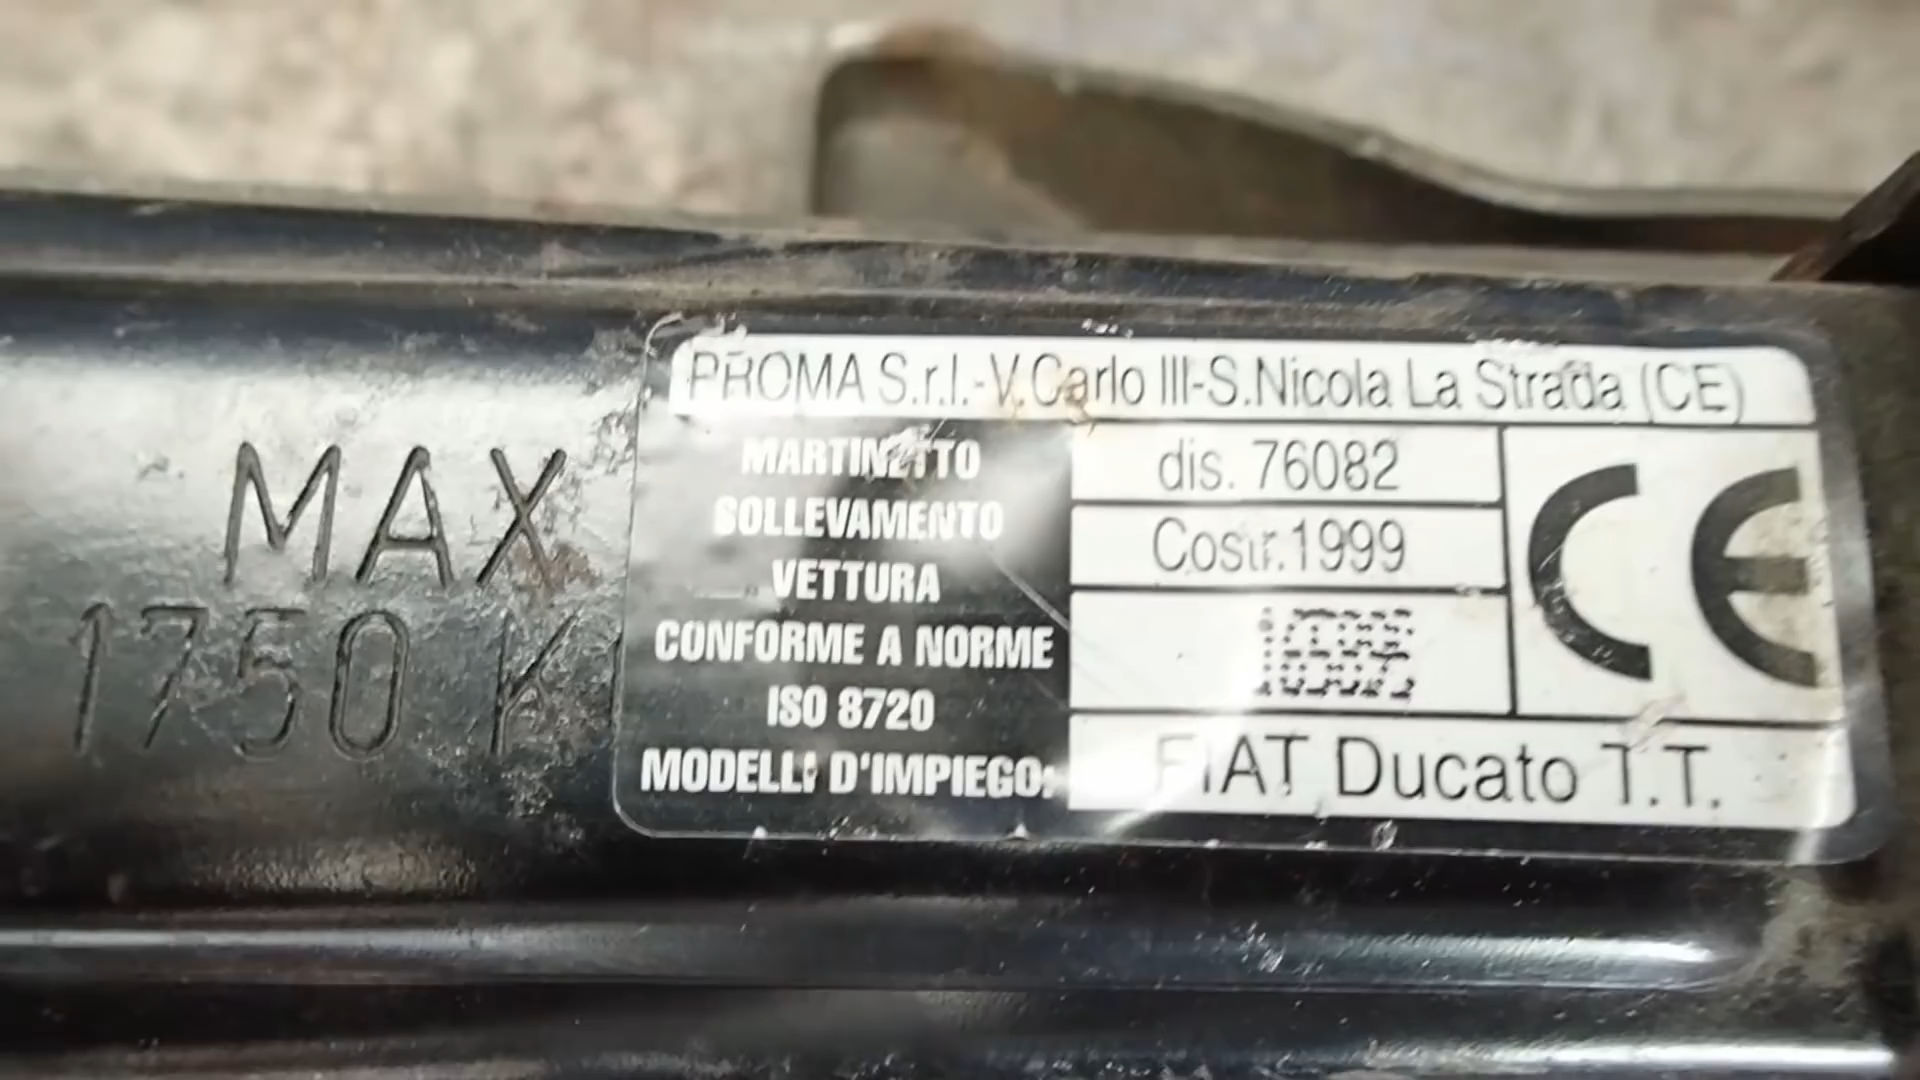 PROMA S.r.l.-V.Carlo III-S.Nicola La Strada (CE)
MAX
1750 K
MARTINETTO
SOLLEVAMENTO
VETTURA
CONFORME A NORME
ISO 8720
MODELLI D'IMPIEGO:
dis. 76082
Costr.1999
FIAT Ducato T.T.
CE